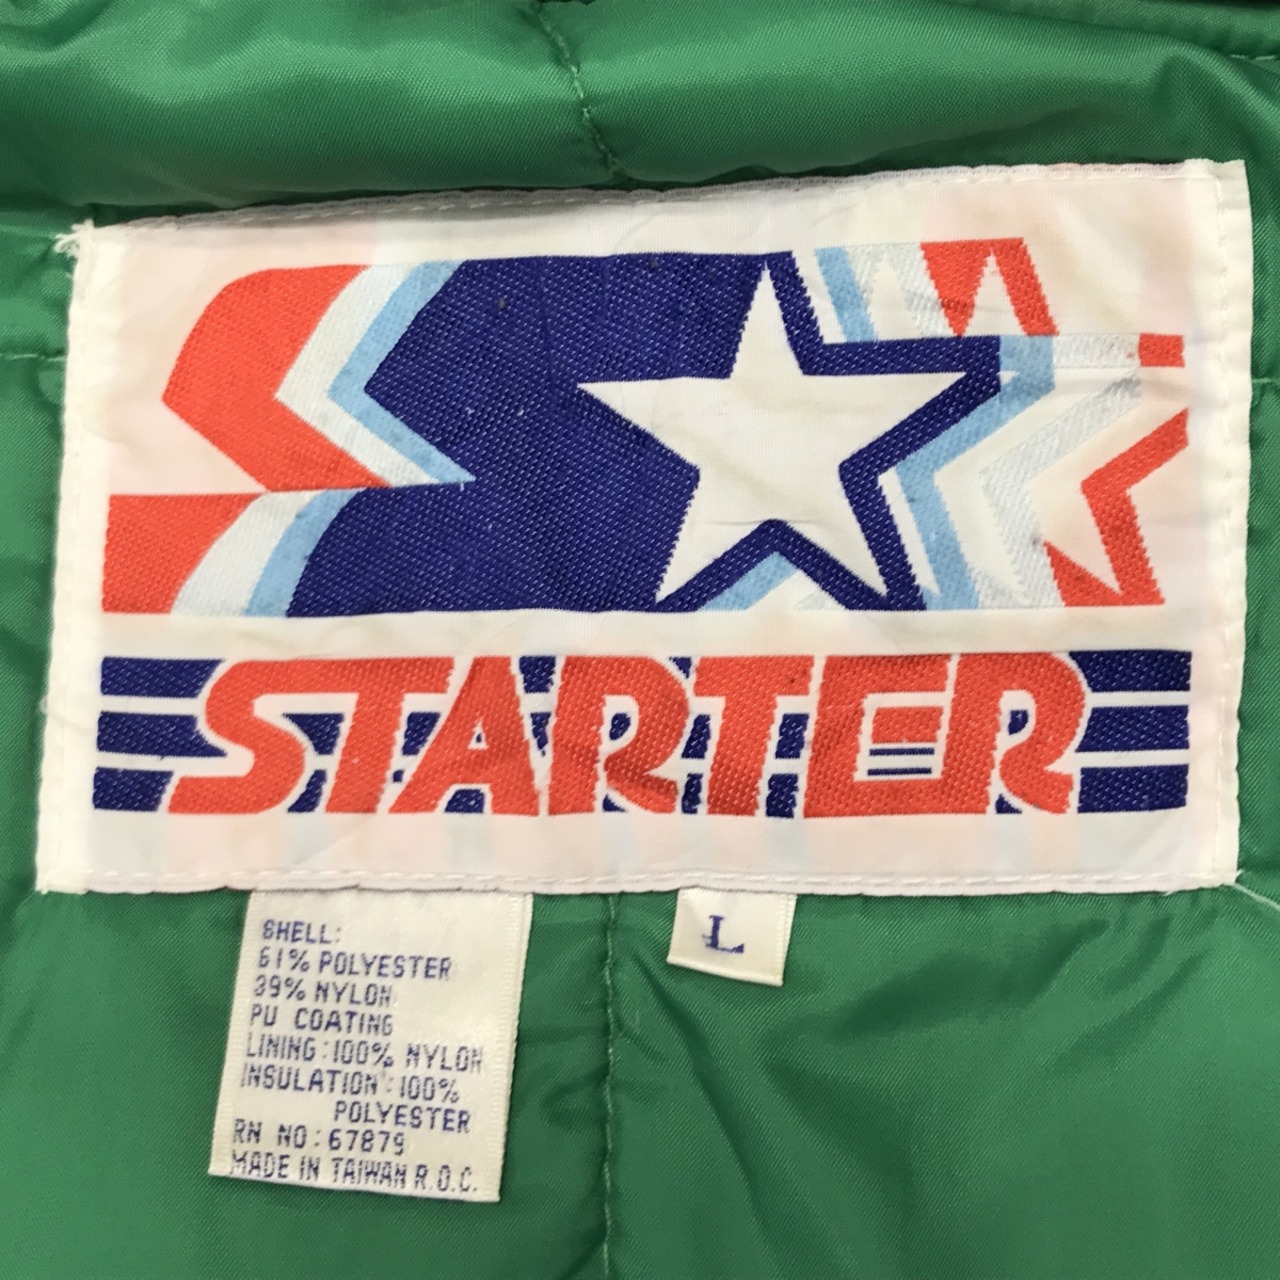 STARTER
SHELL:
61% POLYESTER
39% NYLON
PU COATING
LINING:100% NYLON
INSULATION:100%
POLYESTER
RN NO:67879
MADE IN TAIWAN R.O.C.
L